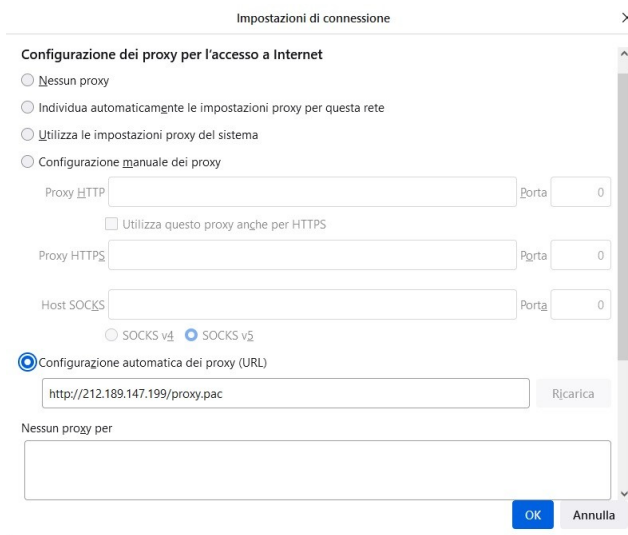 Impostazioni di connessione
Configurazione dei proxy per l'accesso a Internet
Nessun proxy
Individua automaticamente le impostazioni proxy per questa rete
Utilizza le impostazioni proxy del sistema
Configurazione manuale dei proxy
Proxy HTTP Porta 0
Utilizza questo proxy anche per HTTPS
Proxy HTTPS Porta 0
Host SOCKS Porta 0
SOCKS v4 SOCKS v5
Configurazione automatica dei proxy (URL)
http://212.189.147.199/proxy.pac Ricarica
Nessun proxy per
OK Annulla